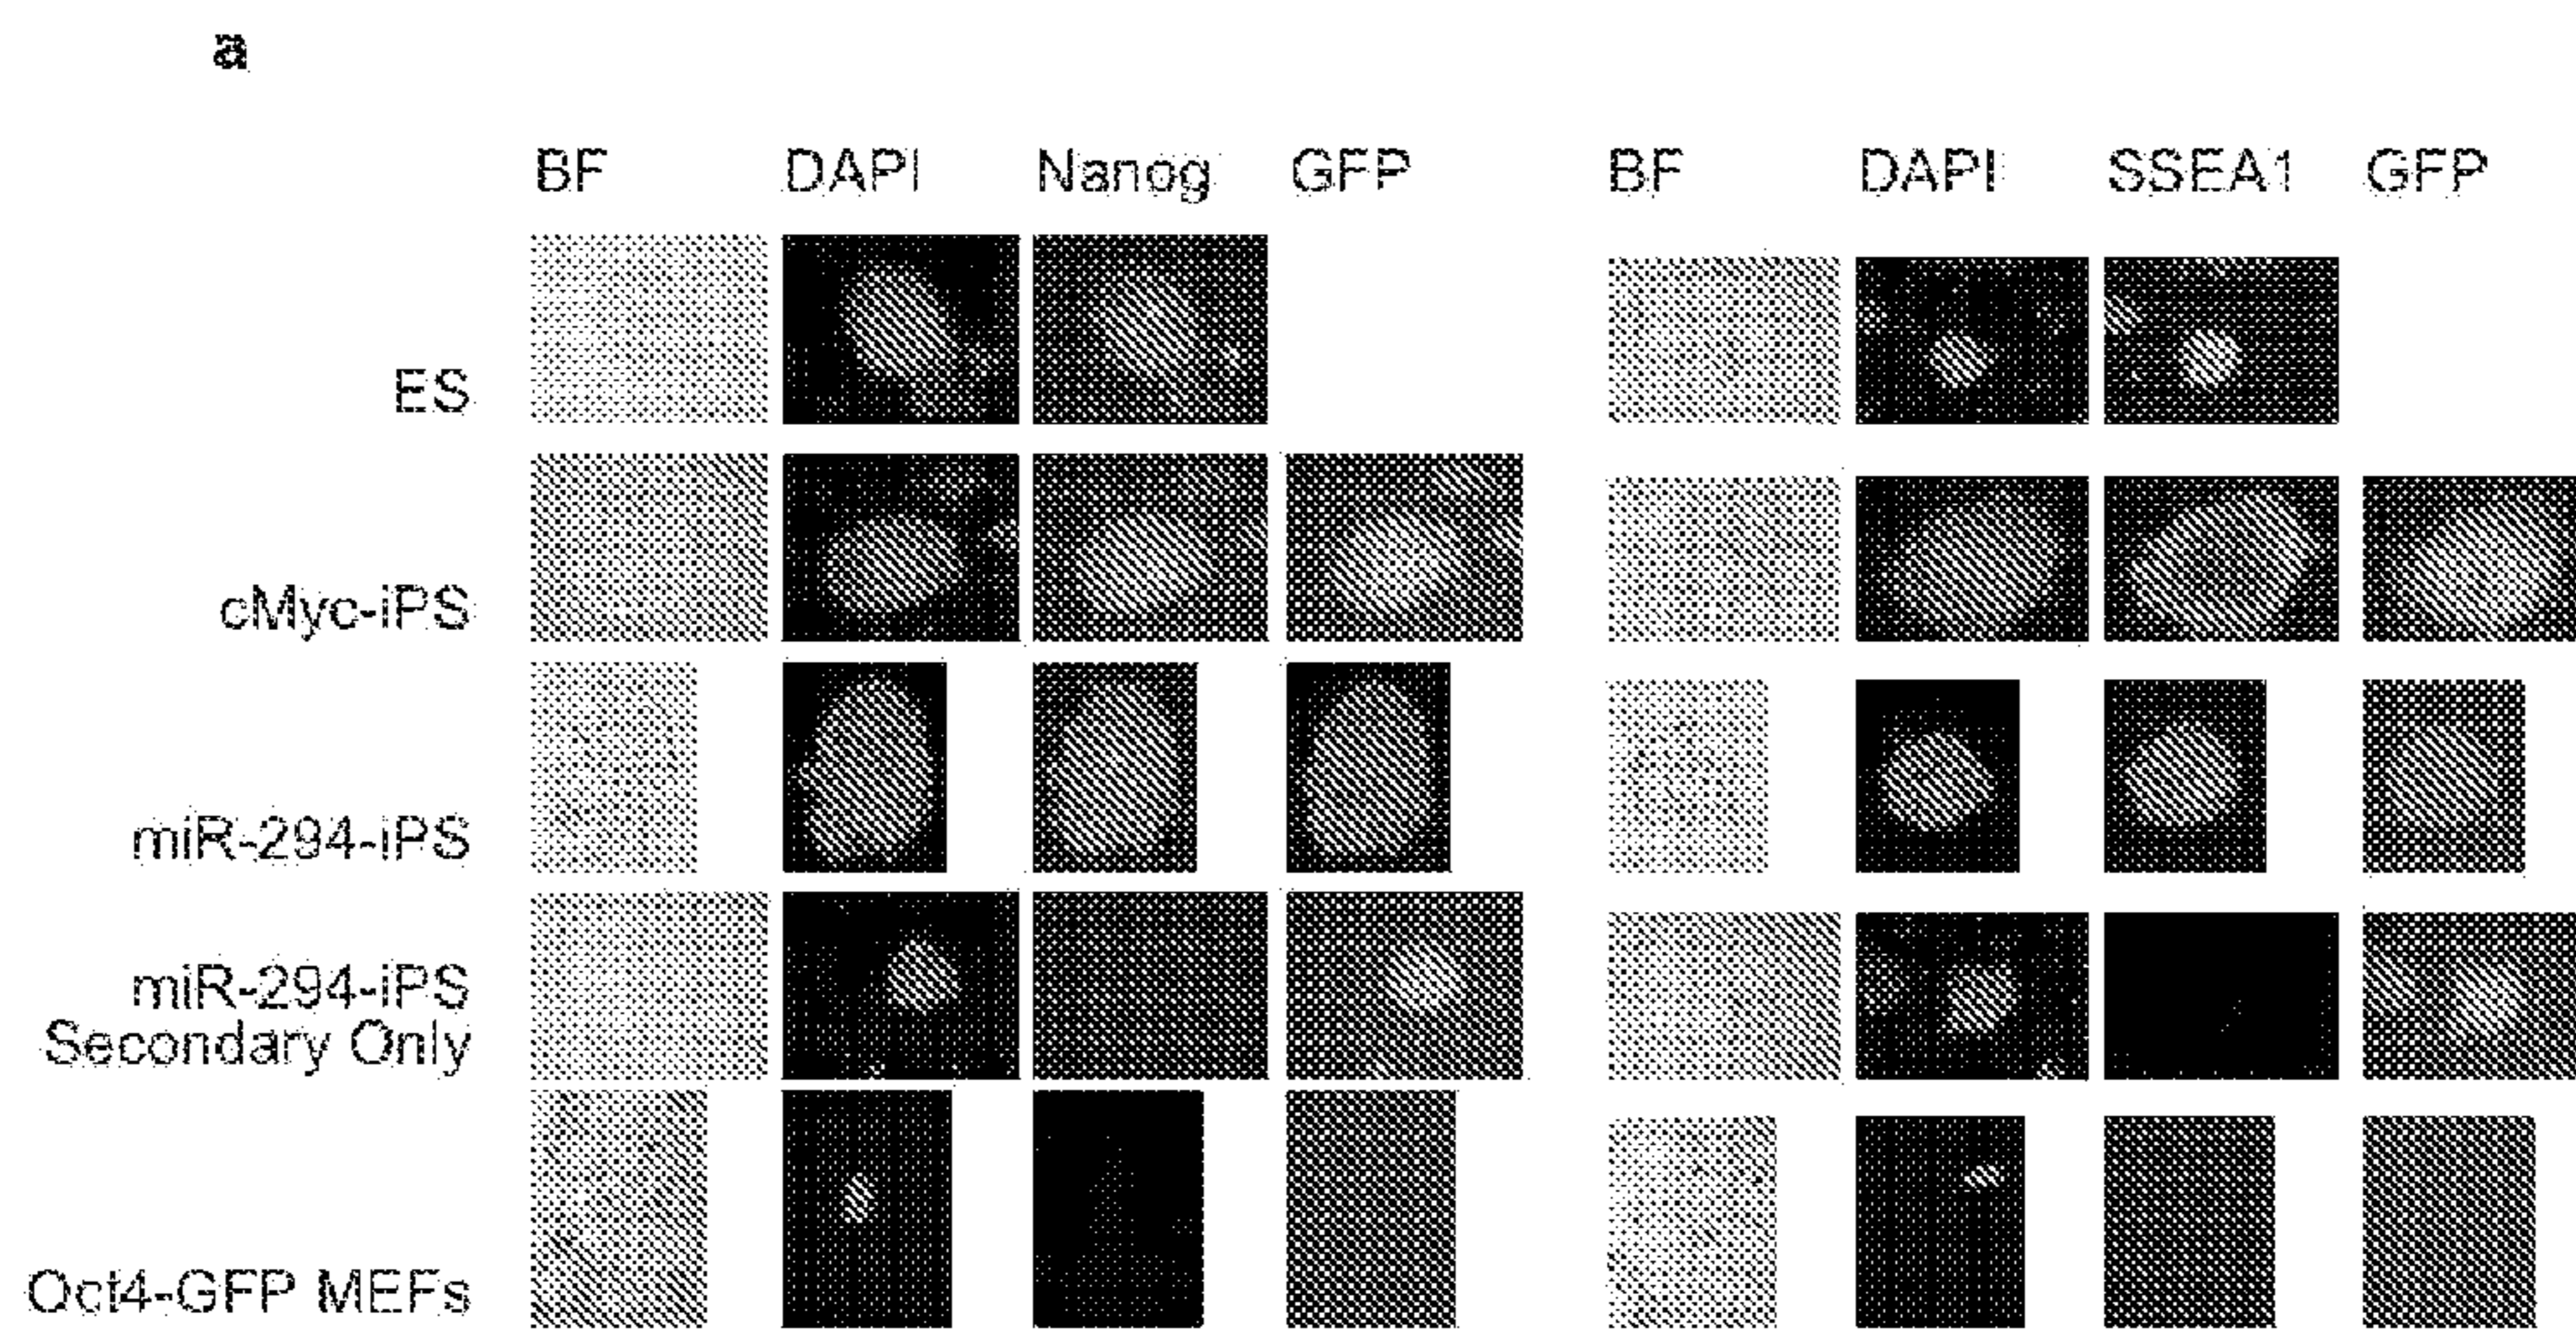 a
BF DAPI Nanog GFP BF DAPI SSEA1 GFP
ES
cMyc-iPS
miR-294-iPS
miR-294-iPS
Secondary Only
Oct4-GFP MEFs